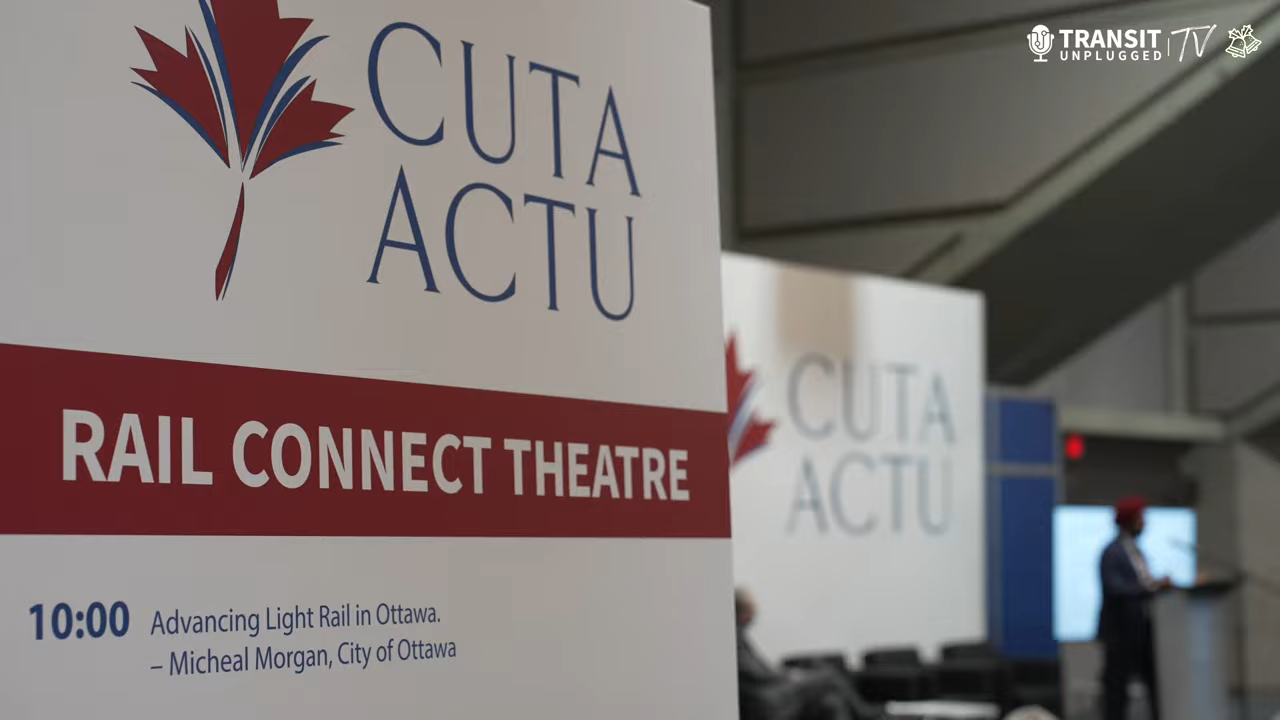 CUTA
ACTU
RAIL CONNECT THEATRE
10:00 Advancing Light Rail in Ottawa.
– Micheal Morgan, City of Ottawa
CUTA
ACTU
TRANSIT
UNPLUGGED
TV